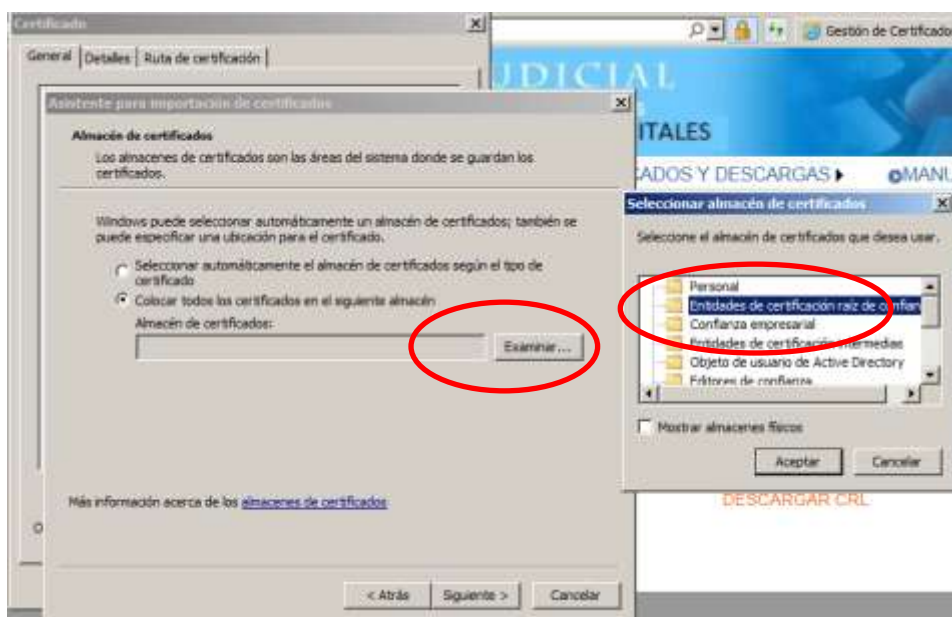 Certificado
General
Detalles
Ruta de certificación
Asistente para importación de certificados
Almacén de certificados
Los almacenes de certificados son las áreas del sistema donde se guardan los
certificados.
Windows puede seleccionar automáticamente un almacén de certificados; también se
puede especificar una ubicación para el certificado.
Seleccionar automáticamente el almacén de certificados según el tipo de
certificado
Colocar todos los certificados en el siguiente almacén
Almacén de certificados:
Examinar...
Más información acerca de los almacenes de certificados
< Atrás
Siguiente >
Cancelar
Gestión de Certificado
UDICIAL
ITALES
CADOS Y DESCARGAS
MANU
Seleccionar almacén de certificados
Seleccione el almacén de certificados que desea usar.
Personal
Entidades de certificación raíz de confian
Confianza empresarial
Entidades de certificación intermedias
Objeto de usuario de Active Directory
Editores de confianza
Mostrar almacenes físicos
Aceptar
Cancelar
DESCARGAR CRL